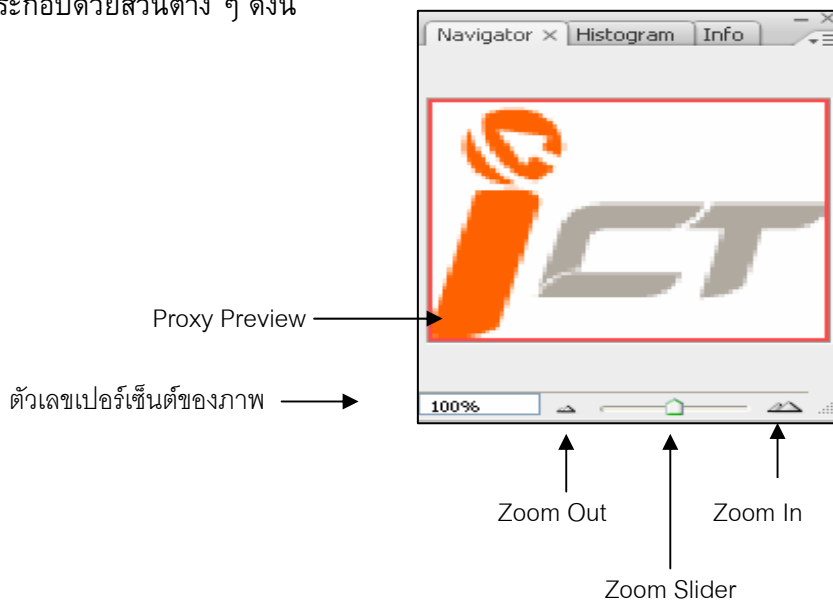 ระกอบด้วยส่วนต่าง ๆ ดังนี้
Navigator × Histogram Info
iCT
Proxy Preview
ตัวเลขเปอร์เซ็นต์ของภาพ
100%
Zoom Out Zoom In
Zoom Slider